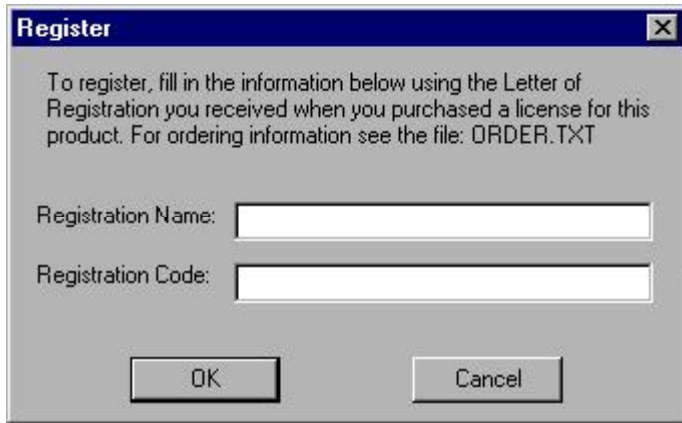 Register
To register, fill in the information below using the Letter of
Registration you received when you purchased a license for this
product. For ordering information see the file: ORDER.TXT
Registration Name:
Registration Code:
OK
Cancel